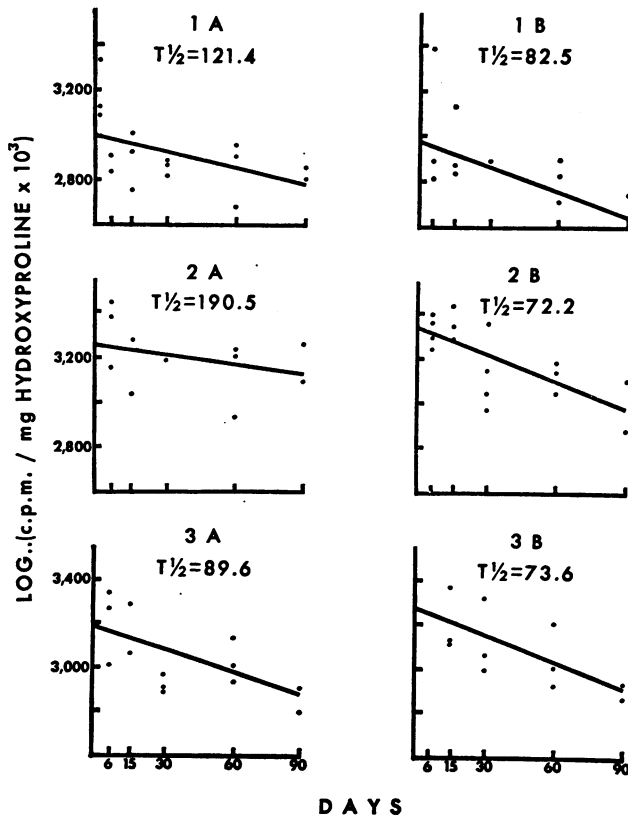 1 A
T½=121.4
1 B
T½=82.5
3,200
2,800
2 A
T½=190.5
2 B
T½=72.2
3,200
2,800
3 A
T½=89.6
3 B
T½=73.6
3,400
3,000
6 15 30 60 90
6 15 30 60 90
LOG..(c.p.m. / mg HYDROXYPROLINE x 10³)
DAYS